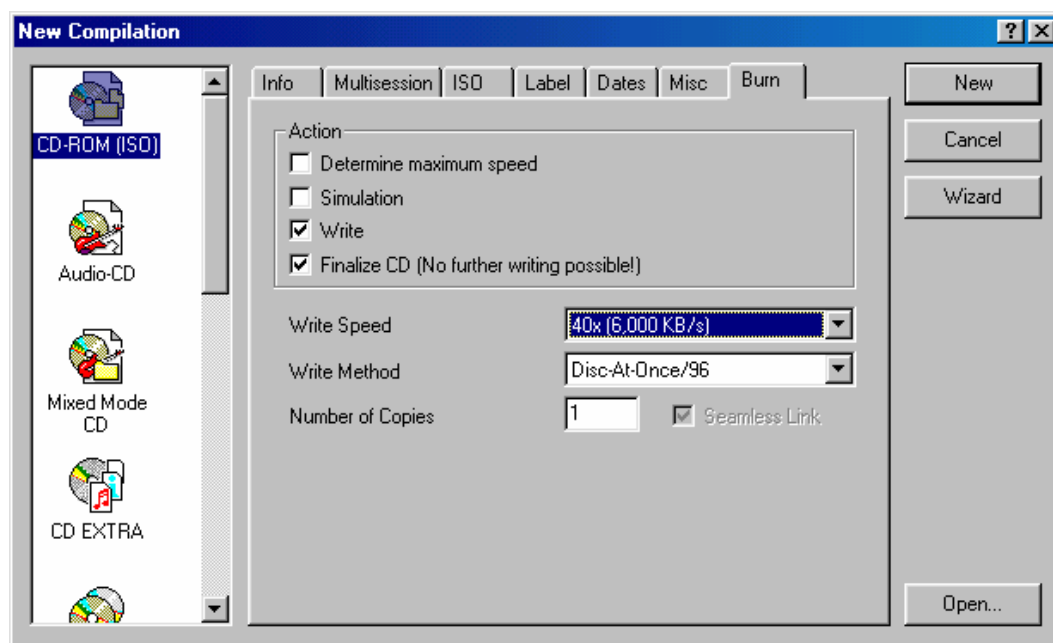 New Compilation
CD-ROM (ISO)
Audio-CD
Mixed Mode
CD
CD EXTRA
Info Multisession ISO Label Dates Misc Burn
Action
Determine maximum speed
Simulation
Write
Finalize CD (No further writing possible!)
Write Speed 40x (6,000 KB/s)
Write Method Disc-At-Once/96
Number of Copies 1 Seamless Link
New
Cancel
Wizard
Open...